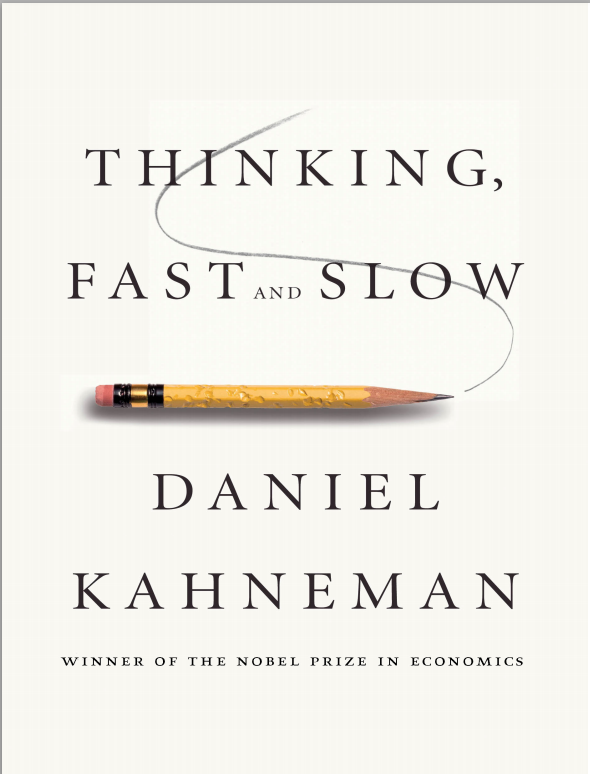 THINKING,
FAST AND SLOW
DANIEL
KAHNEMAN
WINNER OF THE NOBEL PRIZE IN ECONOMICS